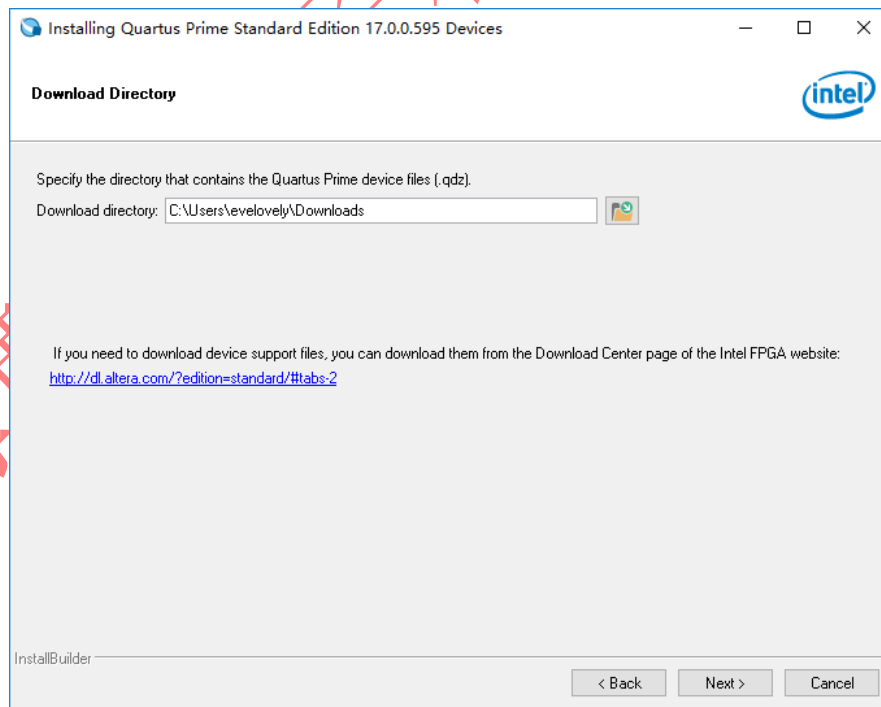 Installing Quartus Prime Standard Edition 17.0.0.595 Devices
Download Directory
intel
Specify the directory that contains the Quartus Prime device files (.qdz).
Download directory: C:\Users\evelovely\Downloads
If you need to download device support files, you can download them from the Download Center page of the Intel FPGA website:
http://dl.altera.com/?edition=standard/#tabs-2
InstallBuilder
< Back Next > Cancel